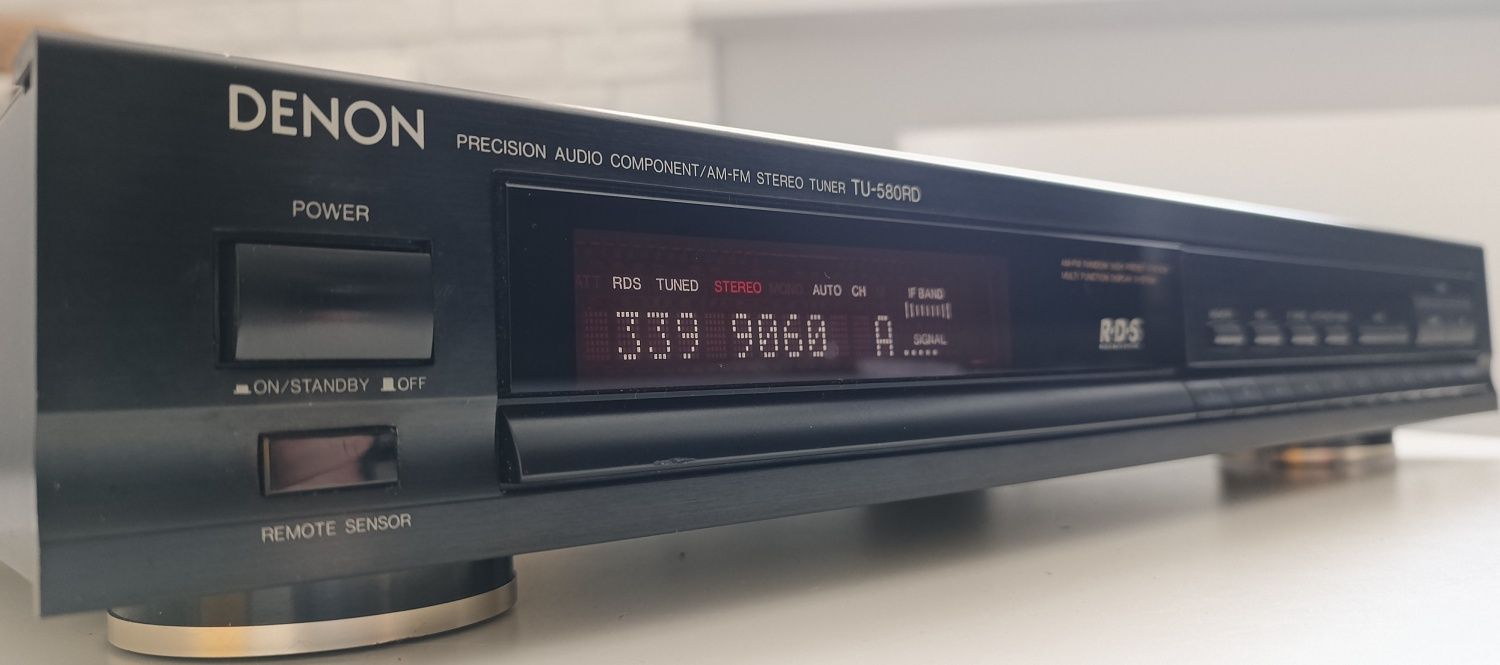 DENON
PRECISION AUDIO COMPONENT/AM-FM STEREO TUNER TU-580RD
POWER
ON/STANDBY OFF
REMOTE SENSOR
RDS TUNED STEREO MONO AUTO CH
IF BAND
339 9060 A
SIGNAL
R·D·S